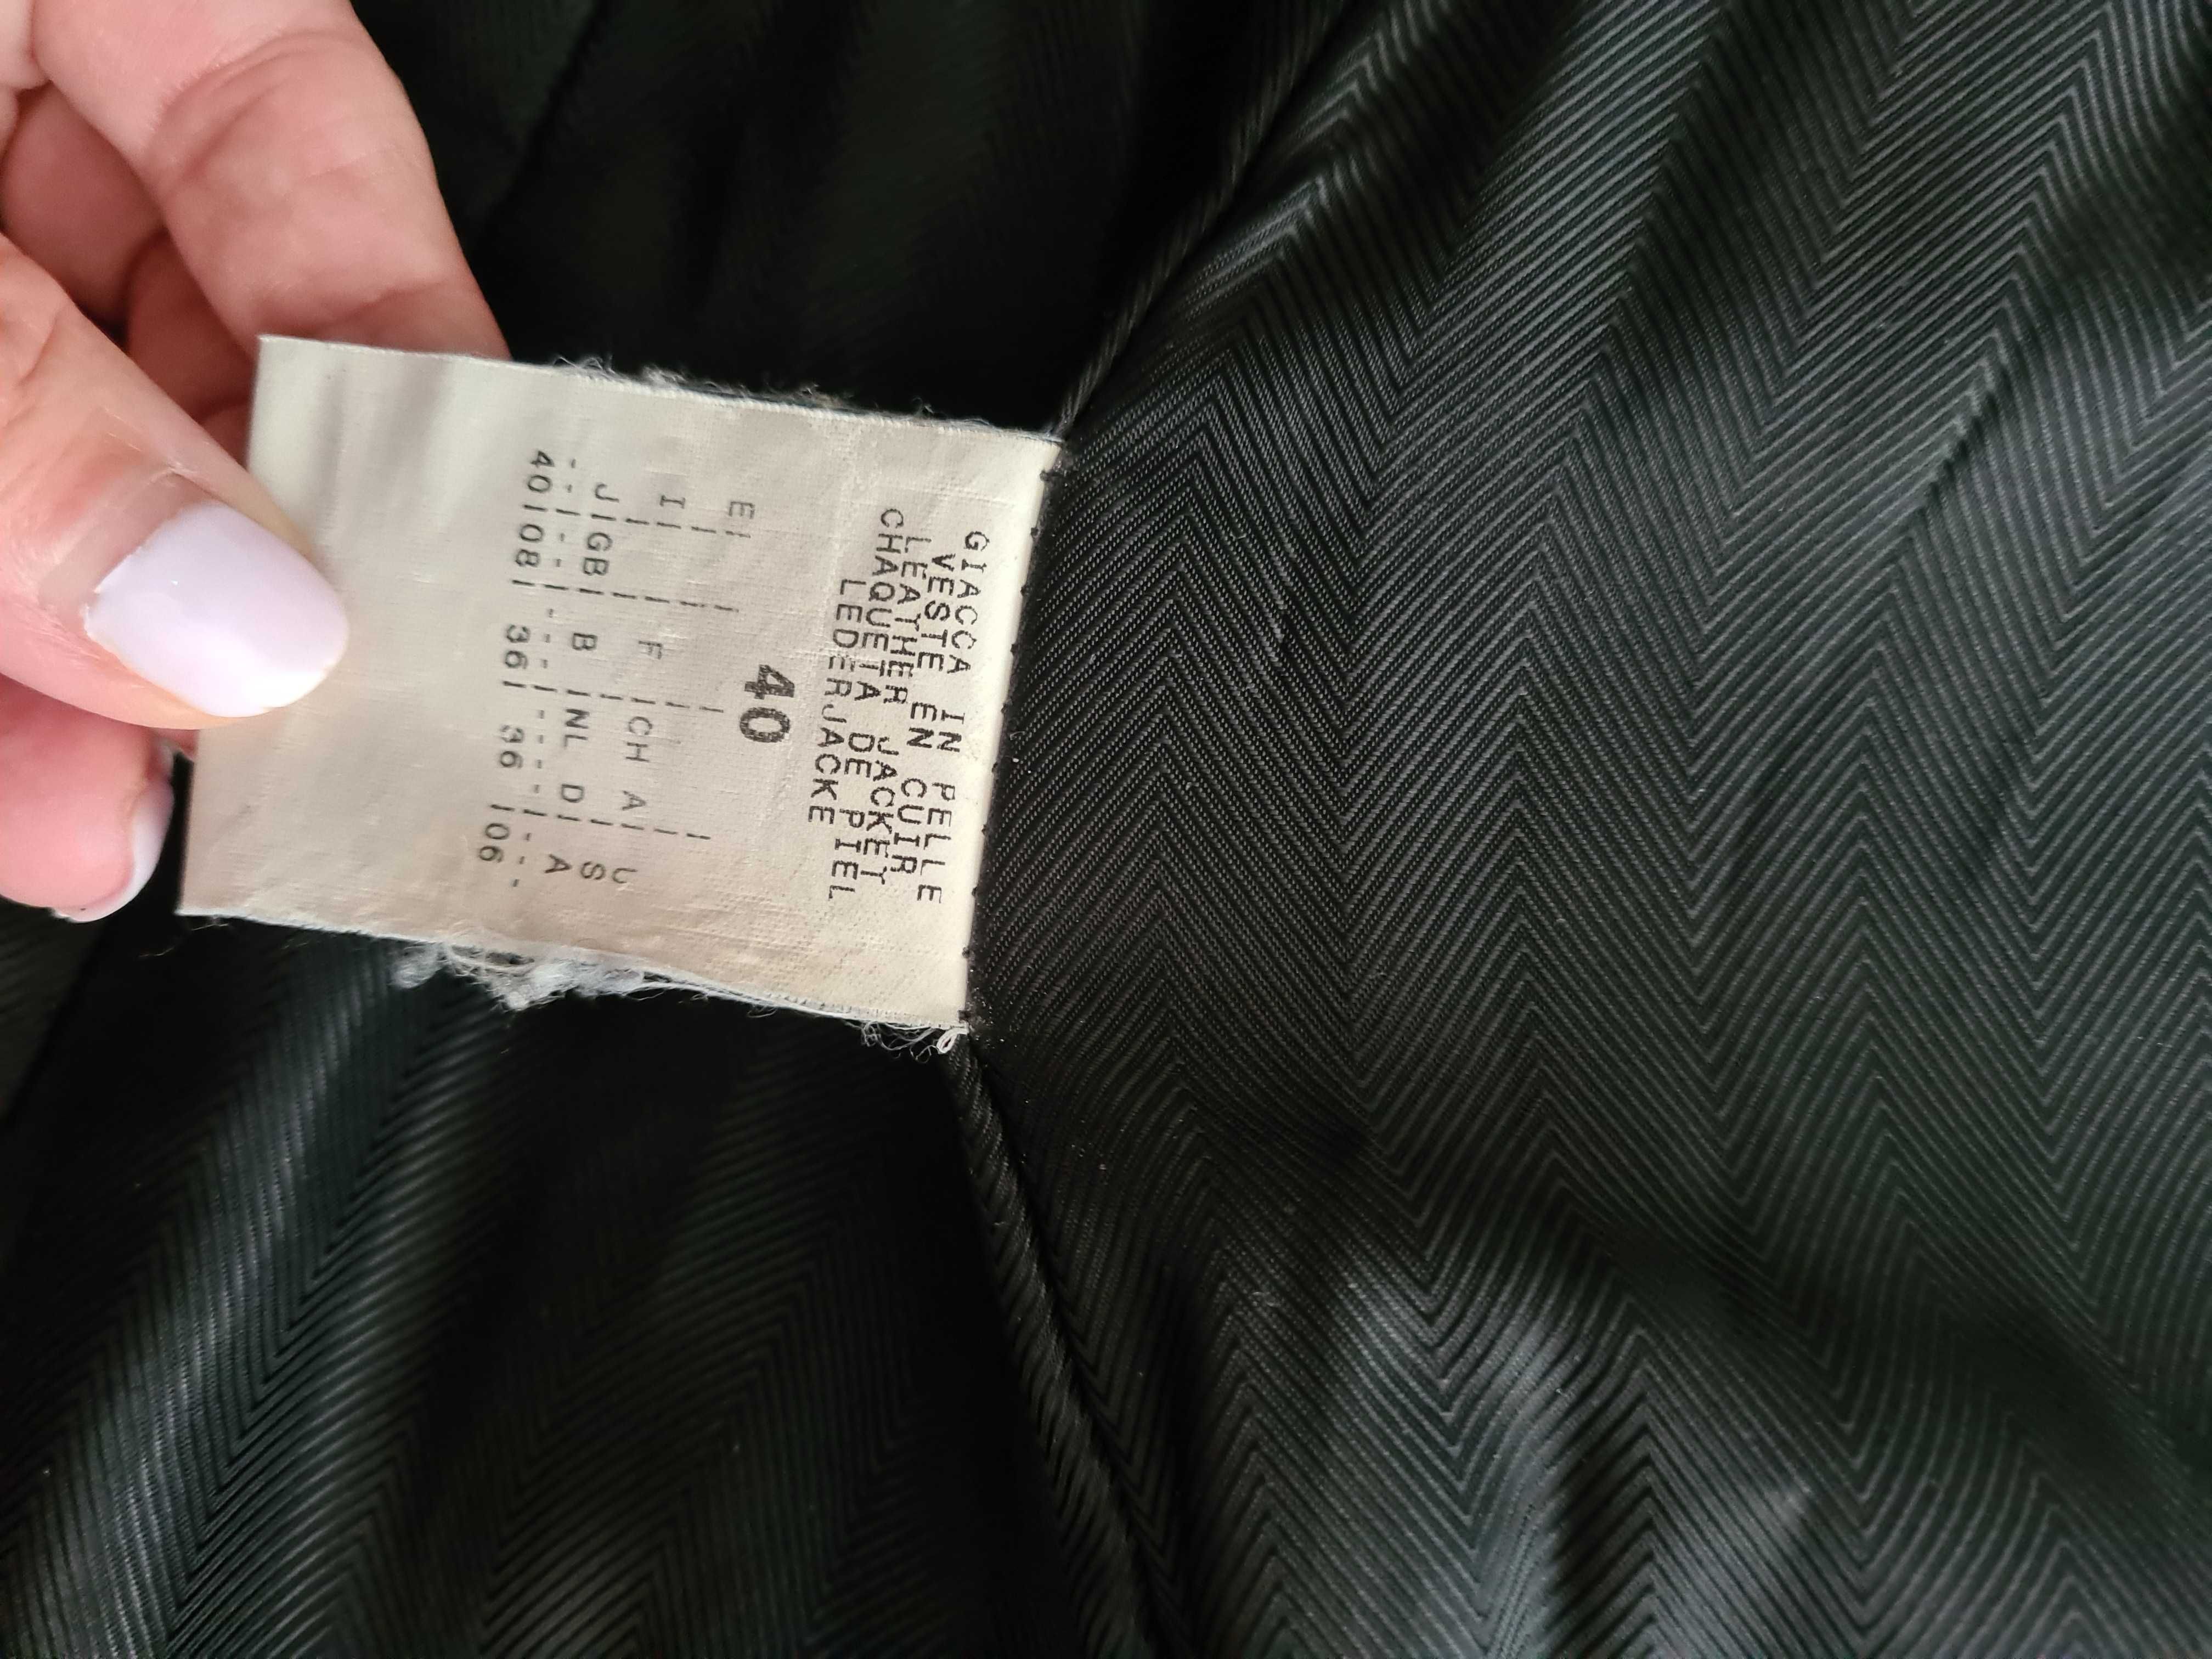 GIACCA IN PELLE
VESTE EN CUIR
LEATHER JACKET
CHAQUETA DE PIEL
LEDERJACKE
40
E| | | |
I| | F |CH A| U
S
J|GB| B |NL D| A
--|--|---|----|--
40|08| 36| 36 |06